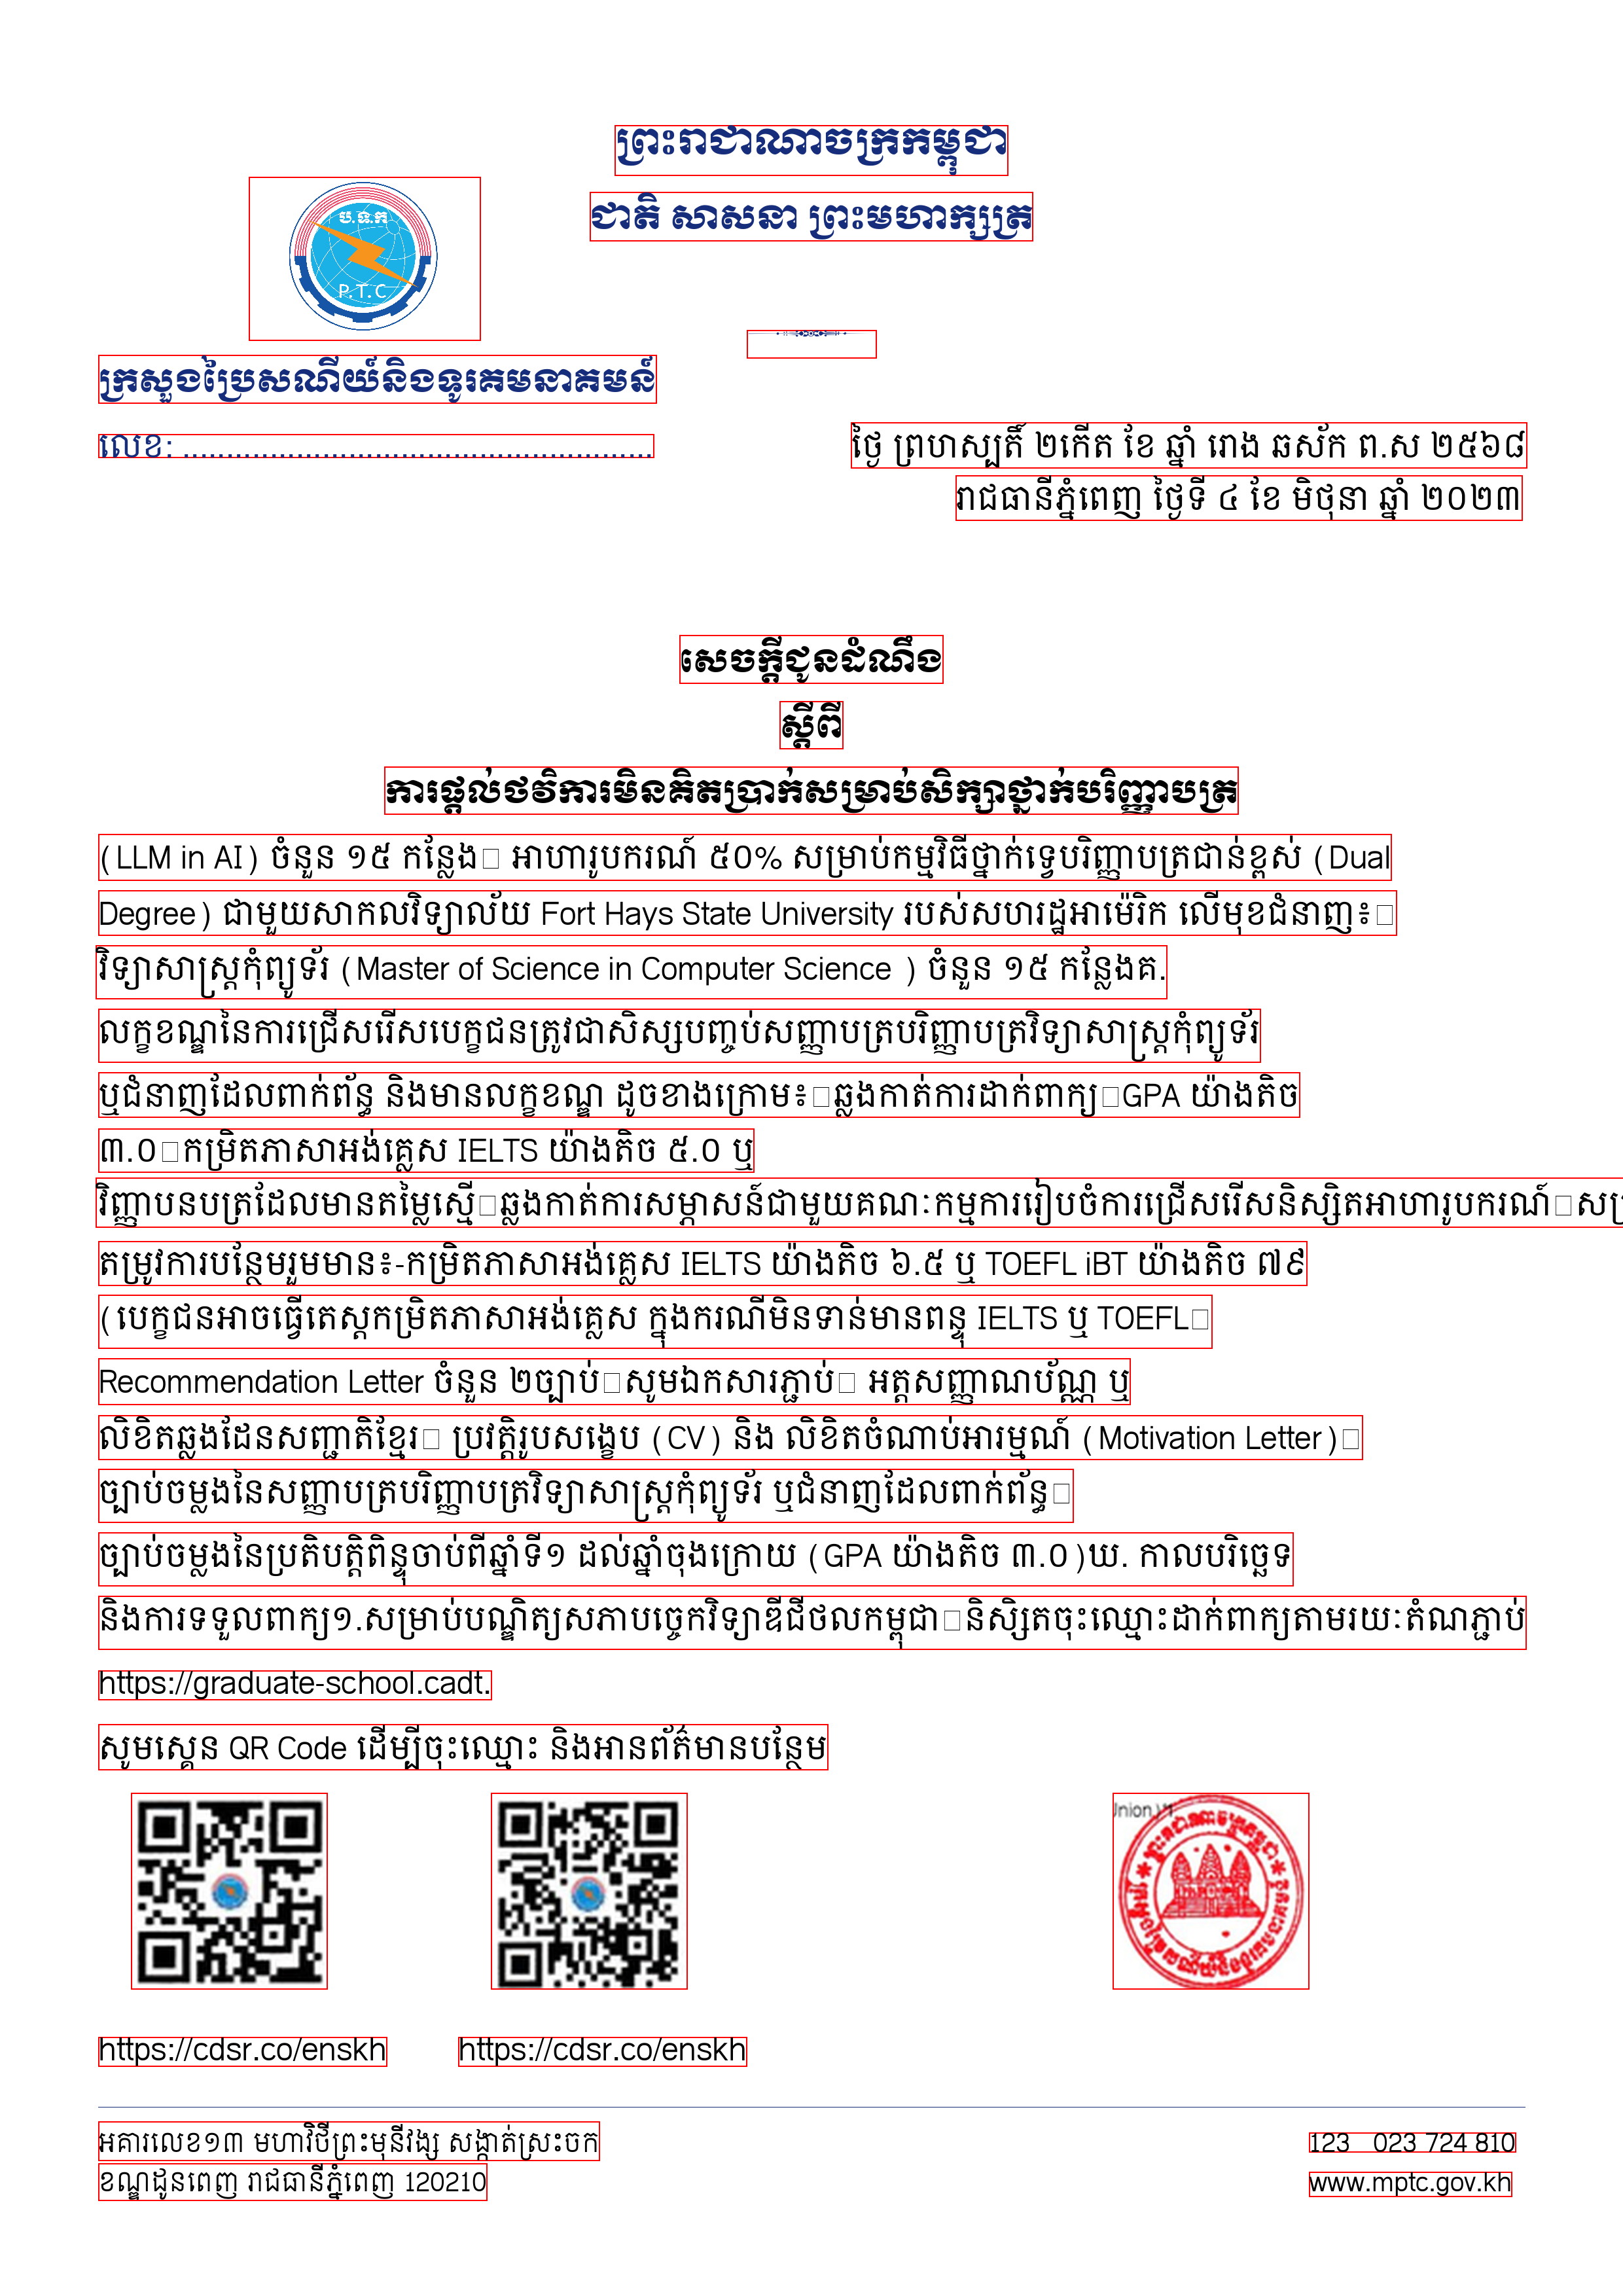 ព្រះរាជាណាចក្រកម្ពុជា
ជាតិ សាសនា ព្រះមហាក្សត្រ
ប.ទ.ក
P.T.C
ក្រសួងប្រៃសណីយ៍និងទូរគមនាគមន៍
លេខ: ......................................................
ថ្ងៃ ព្រហស្បតិ៍ ២កើត ខែ ឆ្នាំ រោង ឆស័ក ព.ស ២៥៦៨
រាជធានីភ្នំពេញ ថ្ងៃទី ៤ ខែ មិថុនា ឆ្នាំ ២០២៣
សេចក្តីជូនដំណឹង
ស្តីពី
ការផ្តល់ថវិការមិនគិតប្រាក់សម្រាប់សិក្សាថ្នាក់បរិញ្ញាបត្រ
(LLM in AI) ចំនួន ១៥ កន្លែង អាហារូបករណ៍ ៥0% សម្រាប់កម្មវិធីថ្នាក់ទ្វេបរិញ្ញាបត្រជាន់ខ្ពស់ (Dual
Degree) ជាមួយសាកលវិទ្យាល័យ Fort Hays State University របស់សហរដ្ឋអាម៉េរិក លើមុខជំនាញ៖
វិទ្យាសាស្ត្រកុំព្យូទ័រ (Master of Science in Computer Science ) ចំនួន ១៥ កន្លែងគ.
លក្ខខណ្ឌនៃការជ្រើសរើសបេក្ខជនត្រូវជាសិស្សបញ្ចប់សញ្ញាបត្របរិញ្ញាបត្រវិទ្យាសាស្ត្រកុំព្យូទ័រ
ឬជំនាញដែលពាក់ព័ន្ធ និងមានលក្ខខណ្ឌ ដូចខាងក្រោម៖ ឆ្លងកាត់ការដាក់ពាក្យ GPA យ៉ាងតិច
៣.0 កម្រិតភាសាអង់គ្លេស IELTS យ៉ាងតិច ៥.0 ឬ
វិញ្ញាបនបត្រដែលមានតម្លៃស្មើ ឆ្លងកាត់ការសម្ភាសន៍ជាមួយគណៈកម្មការរៀបចំការជ្រើសរើសនិស្សិតអាហារូបករណ៍
តម្រូវការបន្ថែមរួមមាន៖-កម្រិតភាសាអង់គ្លេស IELTS យ៉ាងតិច ៦.៥ ឬ TOEFL iBT យ៉ាងតិច ៧៩
(បេក្ខជនអាចធ្វើតេស្តកម្រិតភាសាអង់គ្លេស ក្នុងករណីមិនទាន់មានពន្ទុ IELTS ឬ TOEFL
Recommendation Letter ចំនួន ២ច្បាប់ សូមឯកសារភ្ជាប់ អត្តសញ្ញាណប័ណ្ណ ឬ
លិខិតឆ្លងដែនសញ្ជាតិខ្មែរ ប្រវត្តិរូបសង្ខេប (CV) និង លិខិតចំណាប់អារម្មណ៍ (Motivation Letter)
ច្បាប់ចម្លងនៃសញ្ញាបត្របរិញ្ញាបត្រវិទ្យាសាស្ត្រកុំព្យូទ័រ ឬជំនាញដែលពាក់ព័ន្ធ
ច្បាប់ចម្លងនៃប្រតិបត្តិពិន្ទុចាប់ពីឆ្នាំទី១ ដល់ឆ្នាំចុងក្រោយ (GPA យ៉ាងតិច ៣.0)ឃ. កាលបរិច្ឆេទ
និងការទទួលពាក្យ១.សម្រាប់បណ្ឌិត្យសភាបច្ចេកវិទ្យាឌីជីថលកម្ពុជា និសិ្សតចុះឈ្មោះដាក់ពាក្យតាមរយៈតំណភ្ជាប់
https://graduate-school.cadt.
សូមស្គេន QR Code ដើម្បីចុះឈ្មោះ និងអានព័ត៌មានបន្ថែម
https://cdsr.co/enskh https://cdsr.co/enskh
អគារលេខ១៣ មហាវិថីព្រះមុនីវង្ស សង្កាត់ស្រះចក
ខណ្ឌដូនពេញ រាជធានីភ្នំពេញ 120210
123 023 724 810
www.mptc.gov.kh